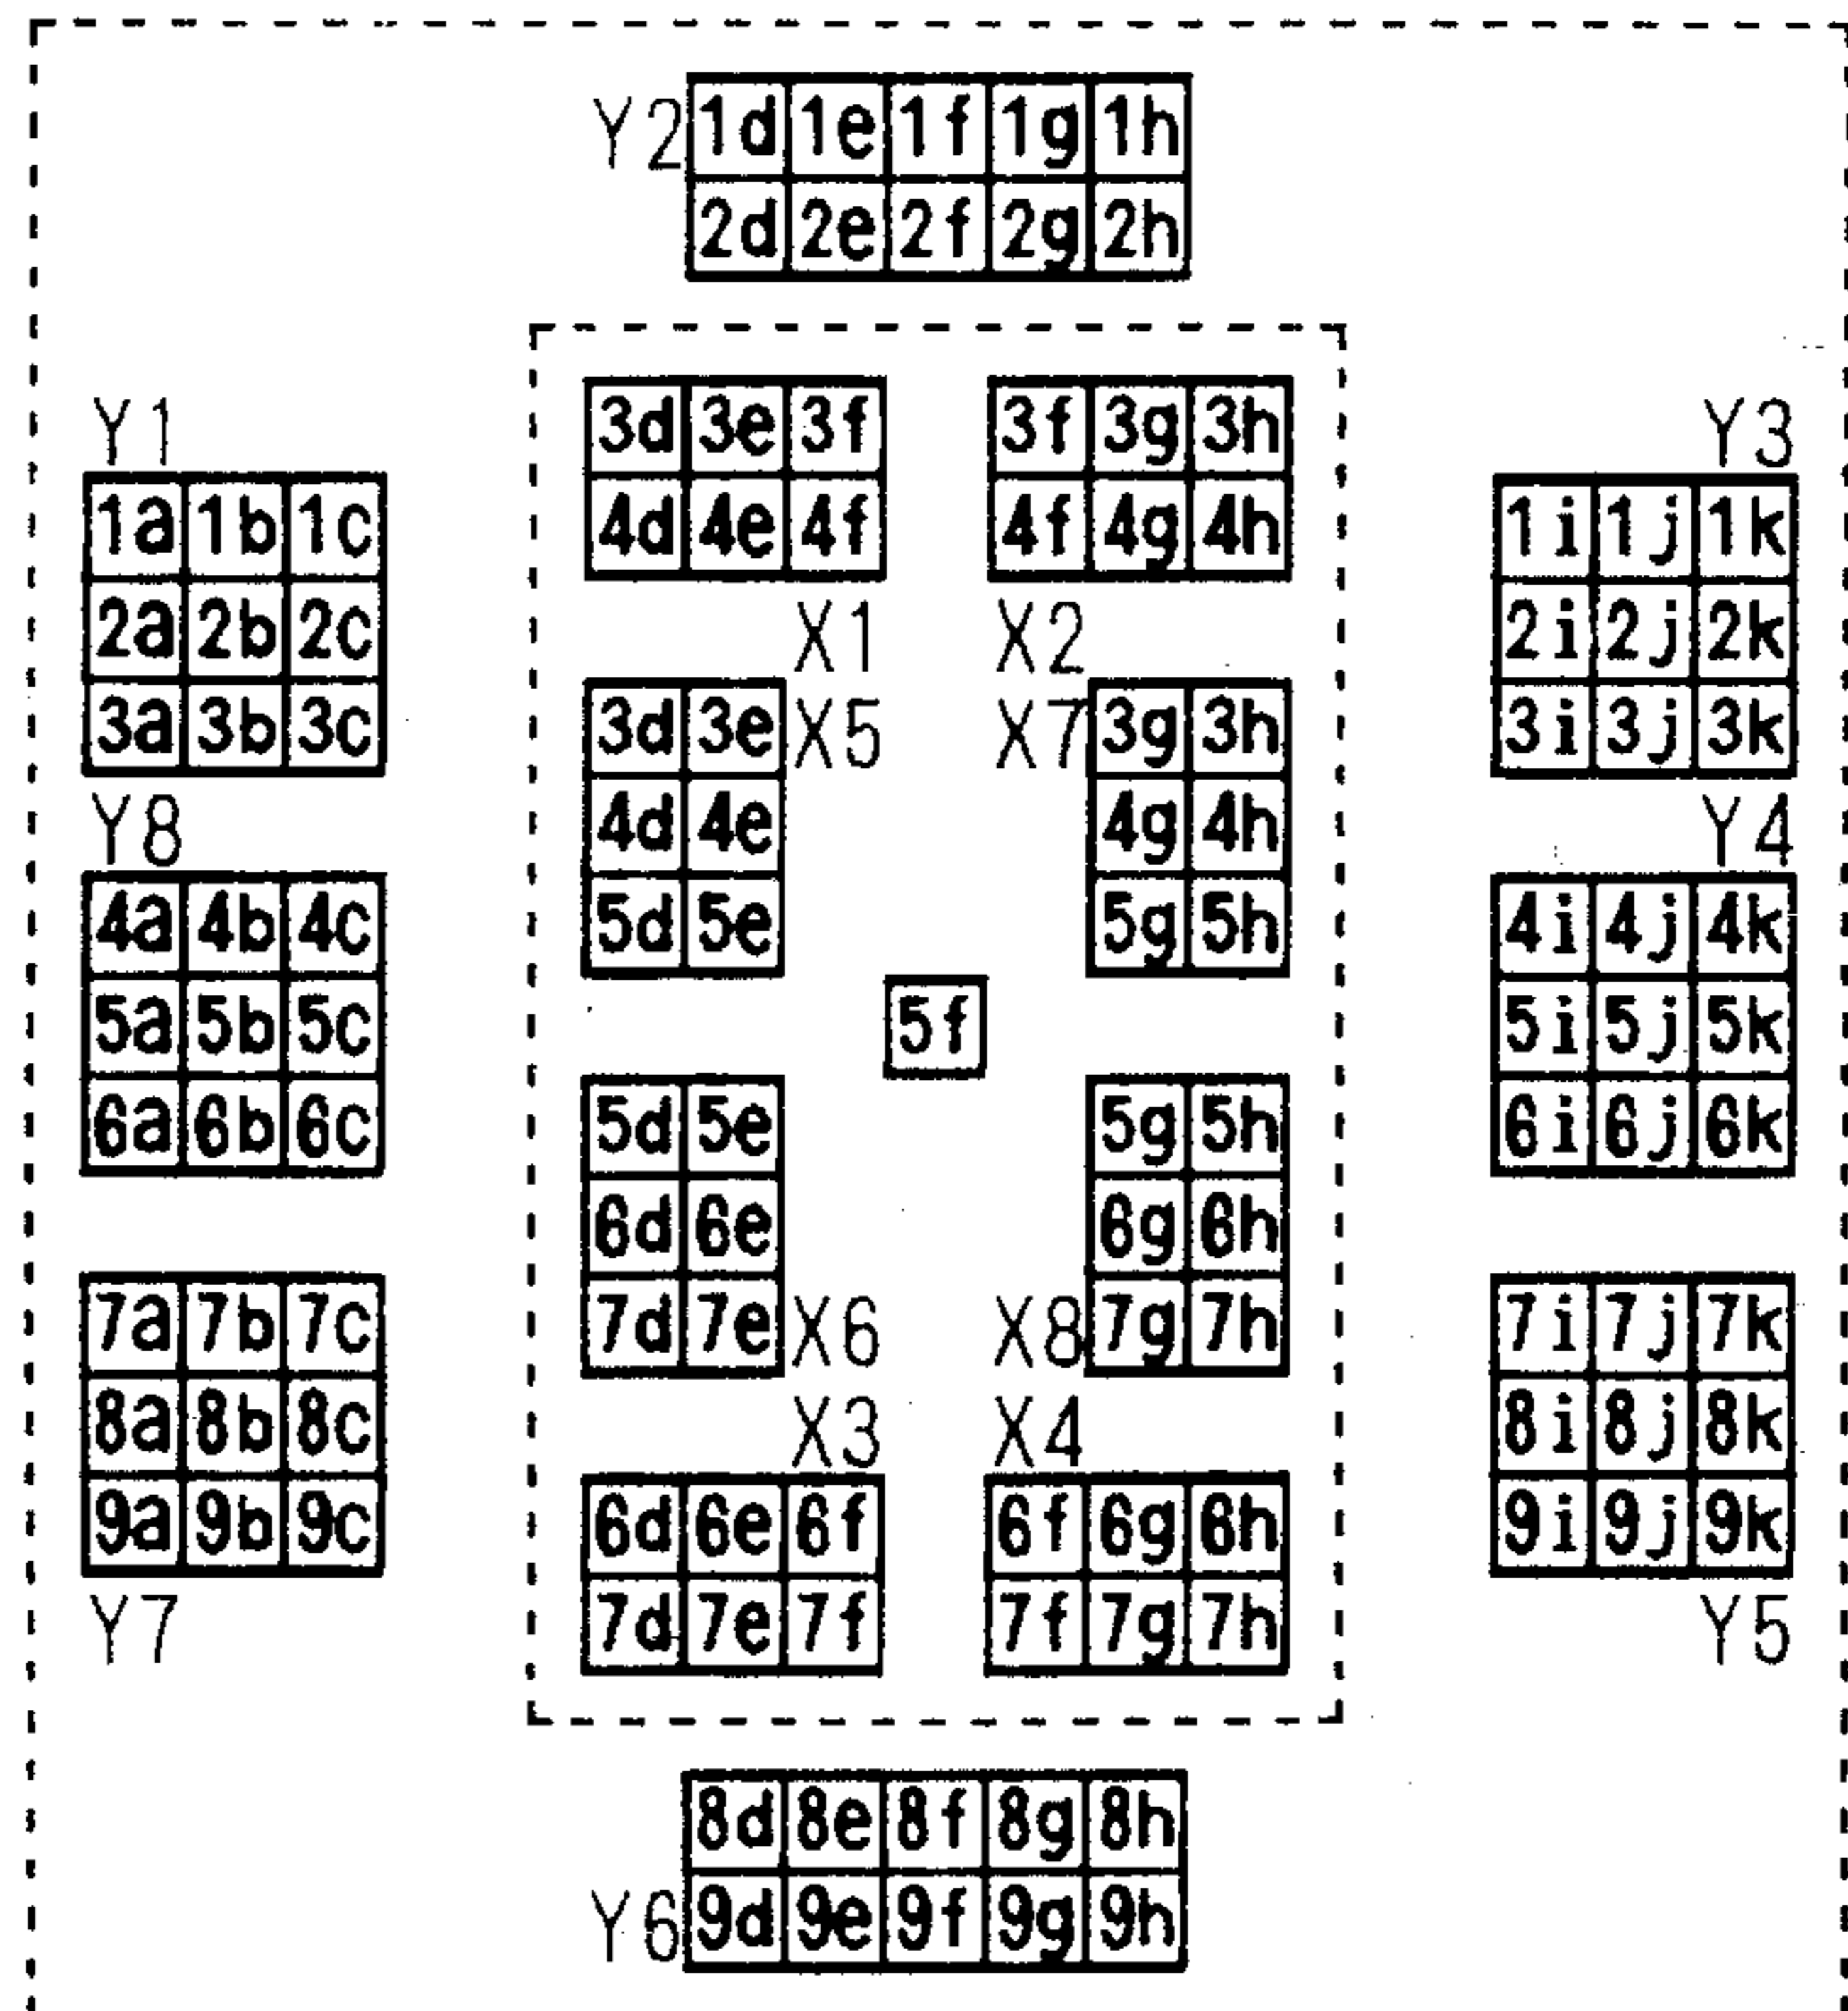 Y2 1d 1e 1f 1g 1h
2d 2e 2f 2g 2h
Y1
1a 1b 1c
2a 2b 2c
3a 3b 3c
Y8
4a 4b 4c
5a 5b 5c
6a 6b 6c
7a 7b 7c
8a 8b 8c
9a 9b 9c
Y7
3d 3e 3f
4d 4e 4f
X1
3f 3g 3h
4f 4g 4h
X2
3d 3e X5
4d 4e
5d 5e
X7 3g 3h
4g 4h
5g 5h
5f
5d 5e
6d 6e
7d 7e X6
5g 5h
6g 6h
X8 7g 7h
X3
6d 6e 6f
7d 7e 7f
X4
6f 6g 6h
7f 7g 7h
Y3
1i 1j 1k
2i 2j 2k
3i 3j 3k
Y4
4i 4j 4k
5i 5j 5k
6i 6j 6k
7i 7j 7k
8i 8j 8k
9i 9j 9k
Y5
8d 8e 8f 8g 8h
Y6 9d 9e 9f 9g 9h